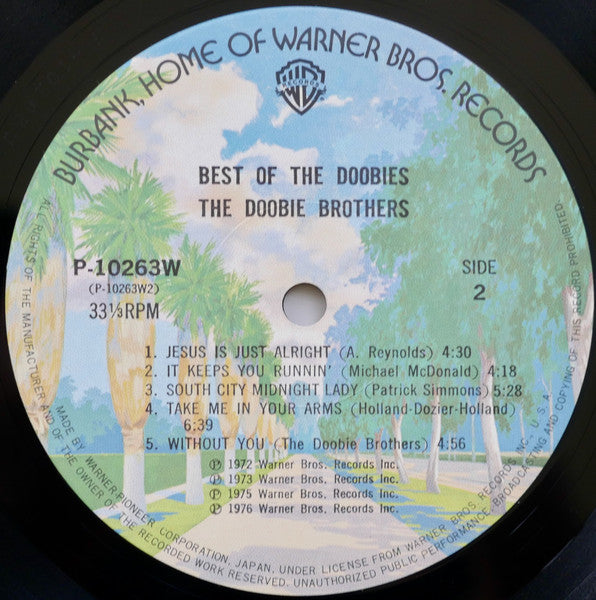 BURBANK, HOME OF WARNER BROS. RECORDS
WB
RECORDS
BEST OF THE DOOBIES
THE DOOBIE BROTHERS
P-10263W
(P-10263W2)
33⅓RPM
SIDE
2
1. JESUS IS JUST ALRIGHT (A. Reynolds) 4:30
2. IT KEEPS YOU RUNNIN' (Michael McDonald) 4:18
3. SOUTH CITY MIDNIGHT LADY (Patrick Simmons) 5:28
4. TAKE ME IN YOUR ARMS (Holland-Dozier-Holland)
6:39
5. WITHOUT YOU (The Doobie Brothers) 4:56
Ⓟ 1972 Warner Bros. Records Inc.
Ⓟ 1973 Warner Bros. Records Inc.
Ⓟ 1975 Warner Bros. Records Inc.
Ⓟ 1976 Warner Bros. Records Inc.
MADE BY WARNER-PIONEER CORPORATION, JAPAN, UNDER LICENSE FROM WARNER BROS. RECORDS INC., U.S.A.
ALL RIGHTS OF THE MANUFACTURER AND OF THE OWNER OF THE RECORDED WORK RESERVED. UNAUTHORIZED PUBLIC PERFORMANCE, BROADCASTING AND COPYING OF THIS RECORD PROHIBITED.